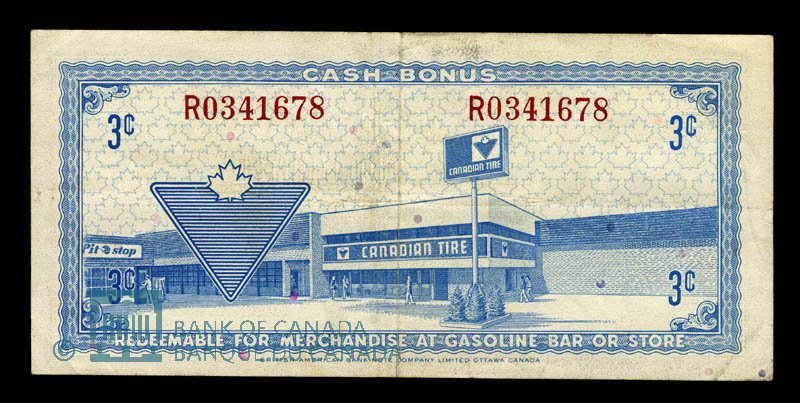 CASH BONUS
R0341678 R0341678
3¢ 3¢
CANADIAN TIRE
Pit stop
CANADIAN TIRE
3¢ 3¢
© BANK OF CANADA
BANQUE DU CANADA
REDEEMABLE FOR MERCHANDISE AT GASOLINE BAR OR STORE
BRITISH AMERICAN BANK NOTE COMPANY LIMITED OTTAWA CANADA